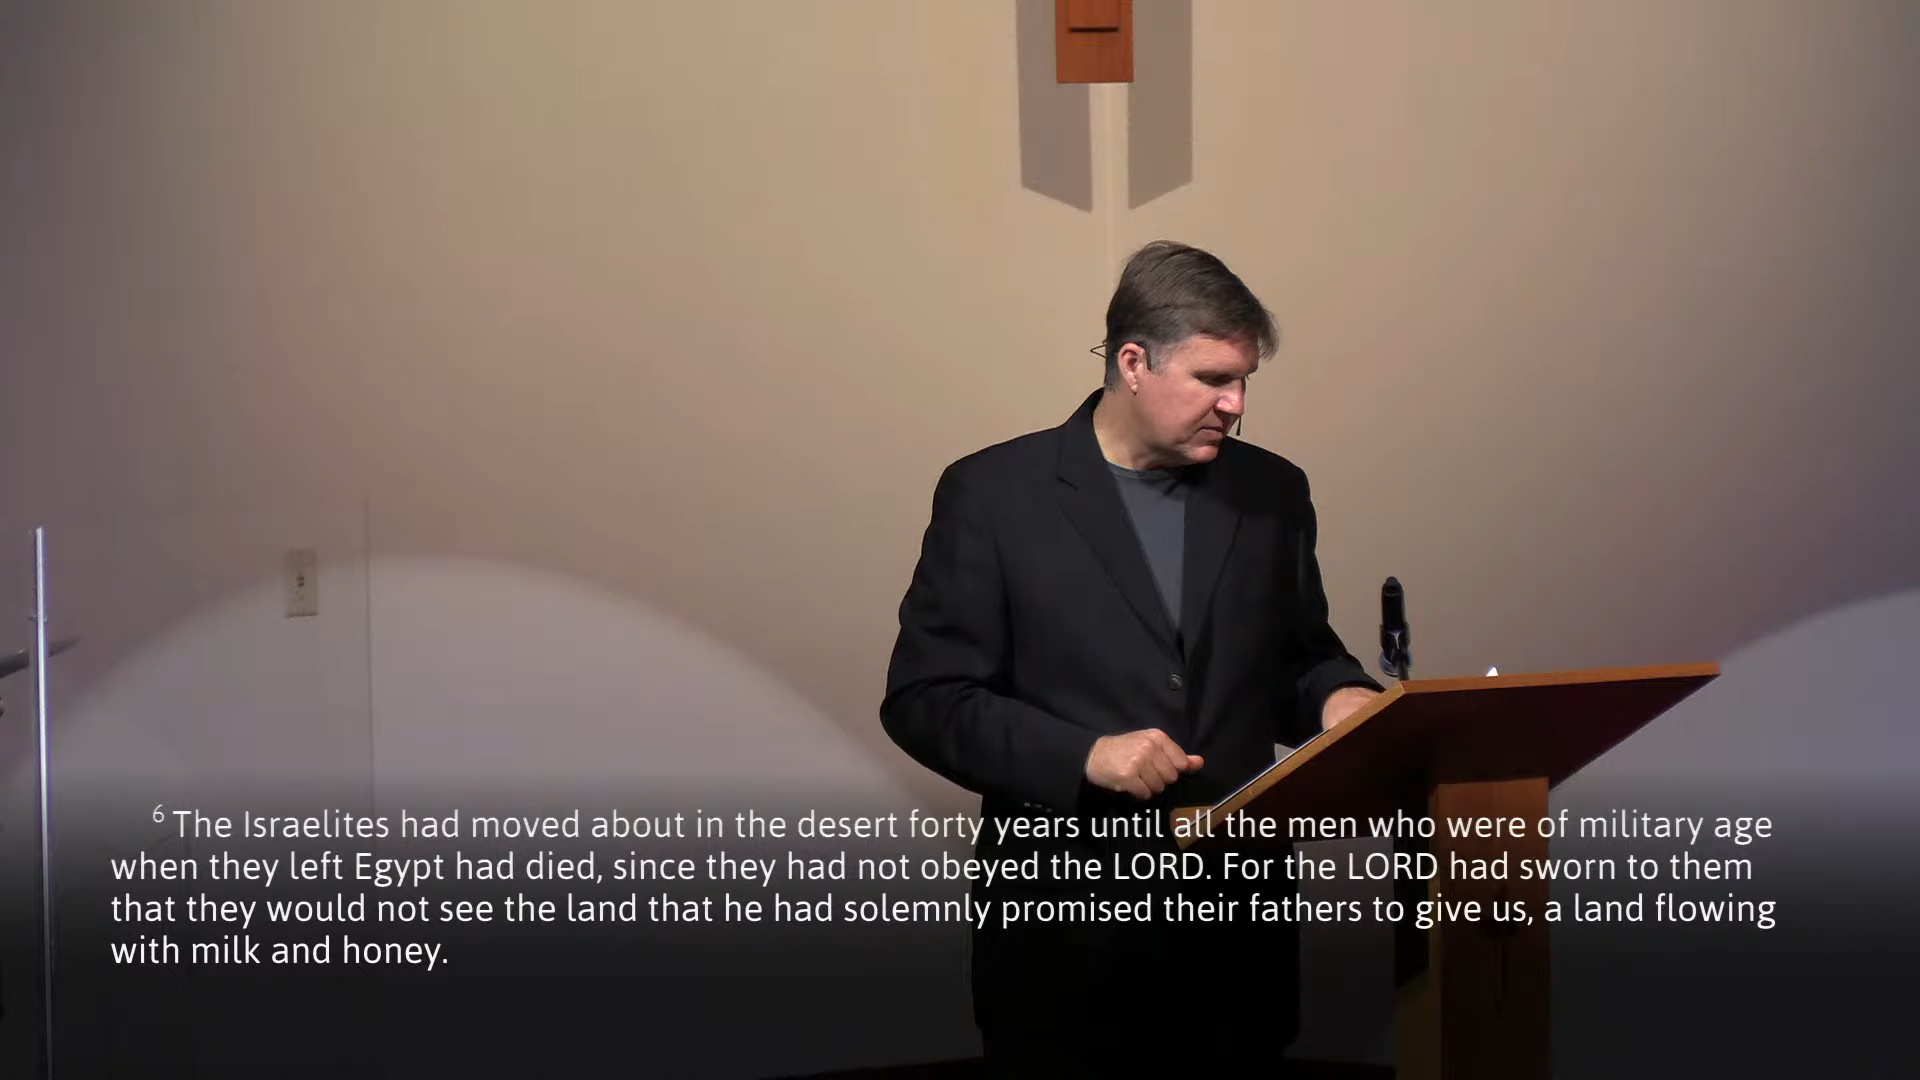 6 The Israelites had moved about in the desert forty years until all the men who were of military age
when they left Egypt had died, since they had not obeyed the LORD. For the LORD had sworn to them
that they would not see the land that he had solemnly promised their fathers to give us, a land flowing
with milk and honey.